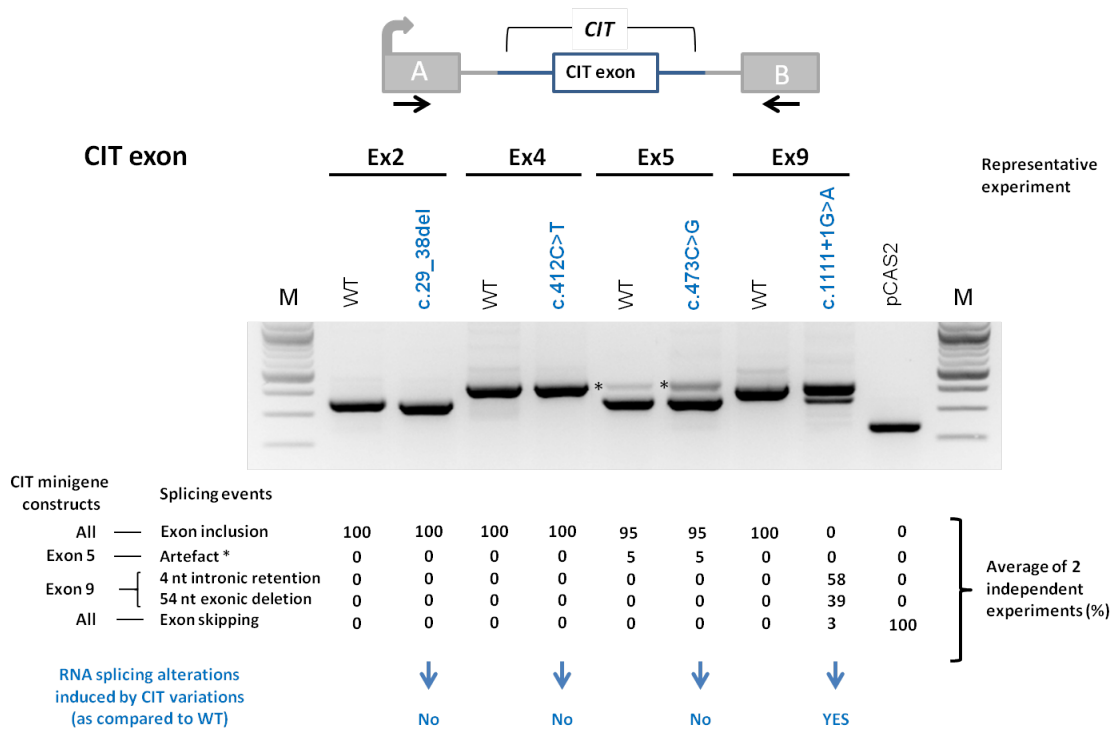 CIT
A
CIT exon
B
CIT exon
Ex2
Ex4
Ex5
Ex9
Representative
experiment
M
WT
c.29_38del
WT
c.412C>T
WT
c.473C>G
WT
c.1111+1G>A
pCAS2
M
*
*
CIT minigene
constructs
Splicing events
All Exon inclusion 100 100 100 100 95 95 100 0 0
Exon 5 Artefact * 0 0 0 0 5 5 0 0 0
Exon 9
4 nt intronic retention 0 0 0 0 0 0 0 58 0
54 nt exonic deletion 0 0 0 0 0 0 0 39 0
All Exon skipping 0 0 0 0 0 0 0 3 100
Average of 2
independent
experiments (%)
RNA splicing alterations
induced by CIT variations
(as compared to WT)
No
No
No
YES